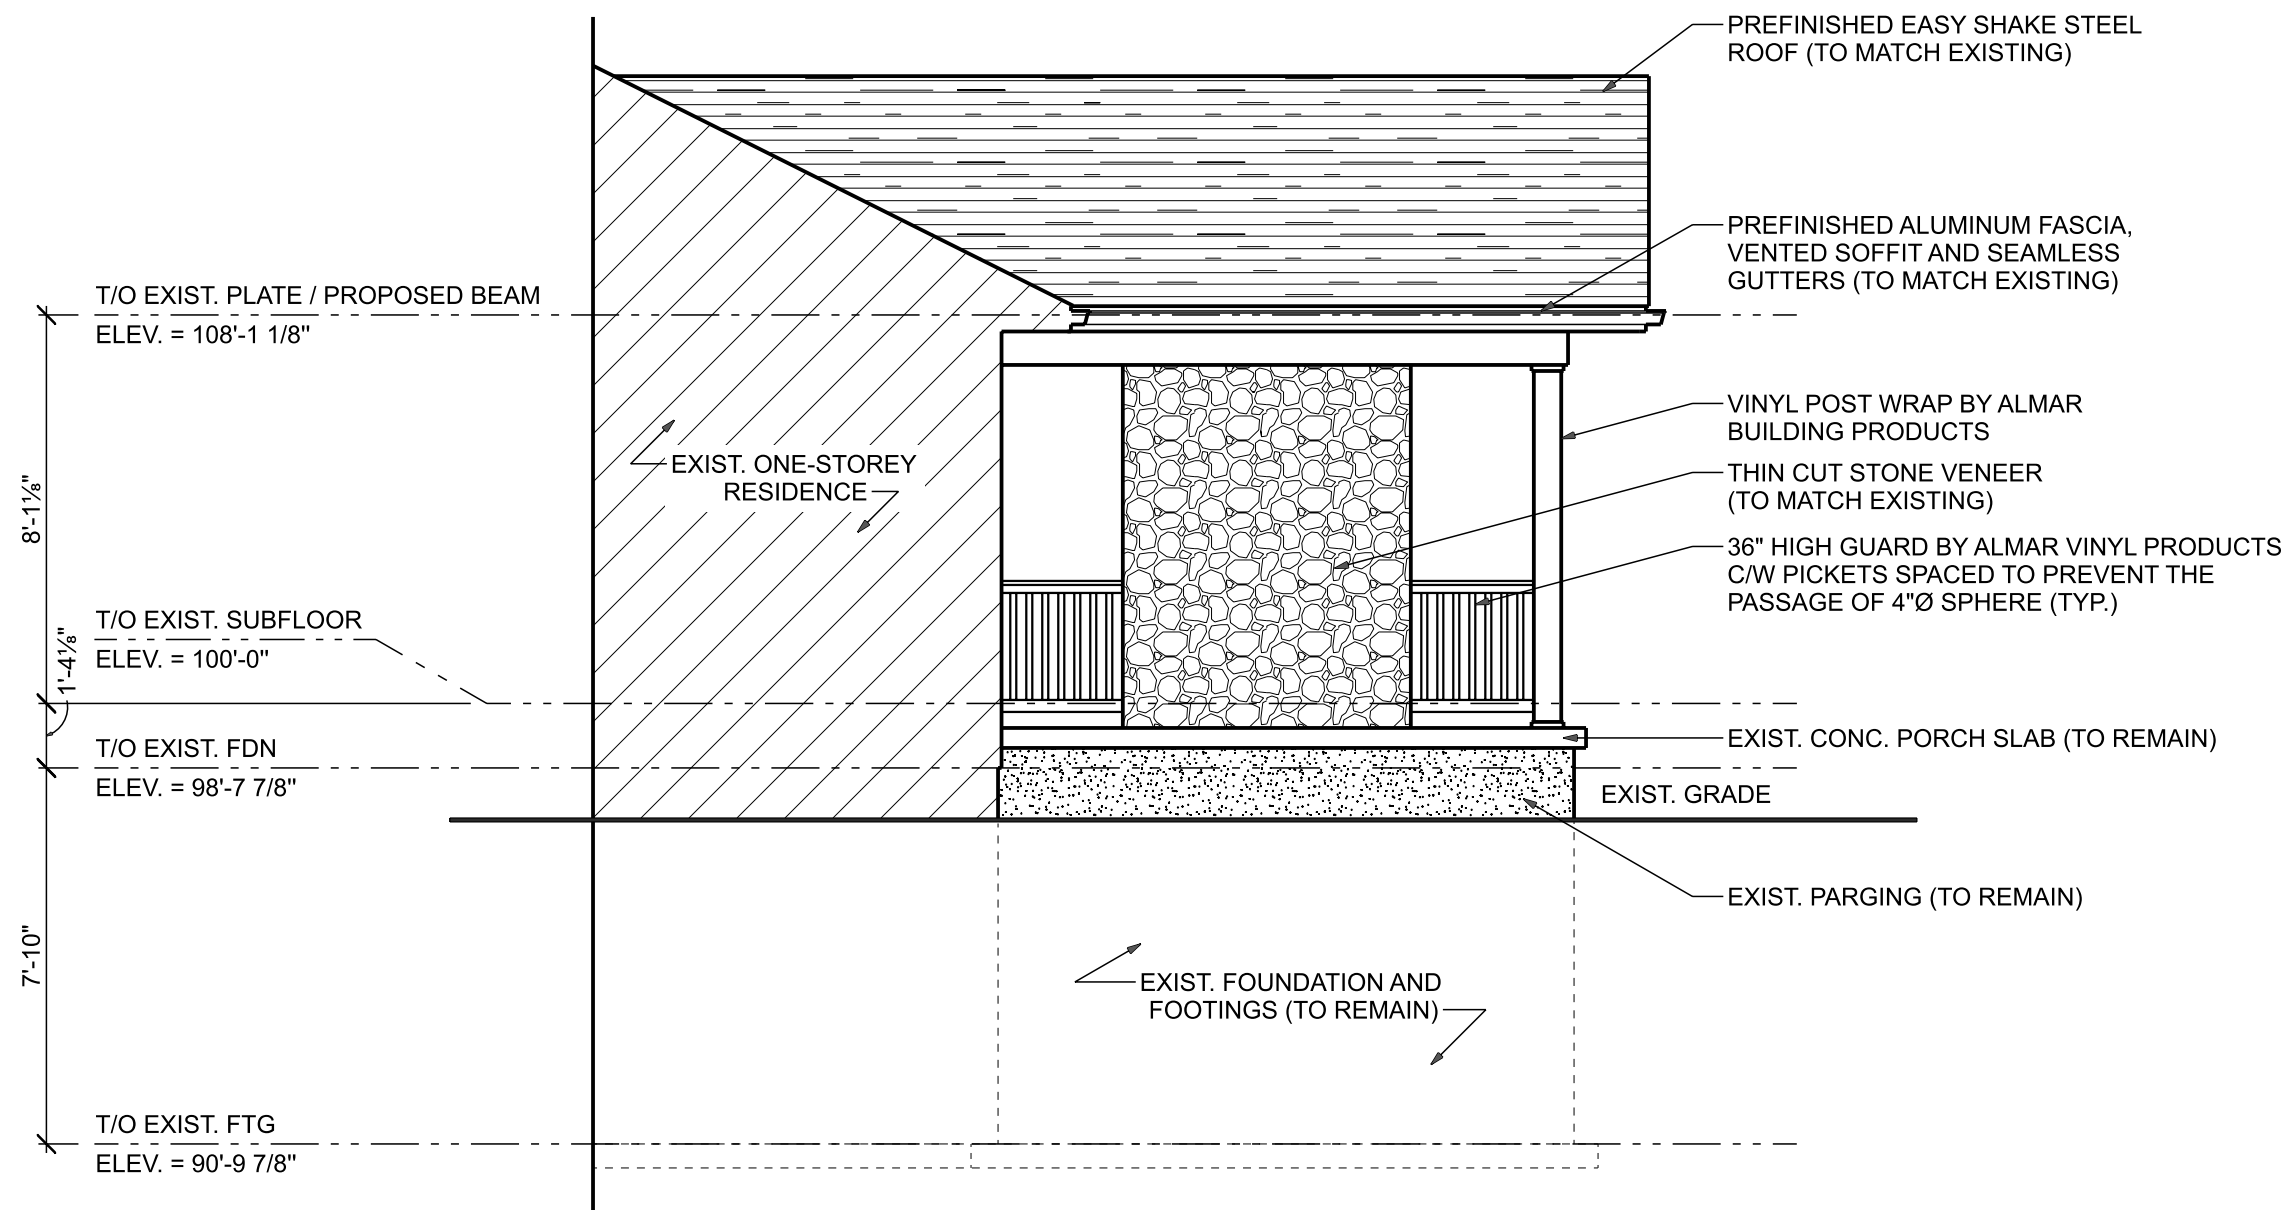 PREFINISHED EASY SHAKE STEEL
ROOF (TO MATCH EXISTING)
PREFINISHED ALUMINUM FASCIA,
VENTED SOFFIT AND SEAMLESS
GUTTERS (TO MATCH EXISTING)
T/O EXIST. PLATE / PROPOSED BEAM
ELEV. = 108'-1 1/8"
VINYL POST WRAP BY ALMAR
BUILDING PRODUCTS
EXIST. ONE-STOREY
RESIDENCE
THIN CUT STONE VENEER
(TO MATCH EXISTING)
8'-1⅛"
36" HIGH GUARD BY ALMAR VINYL PRODUCTS
C/W PICKETS SPACED TO PREVENT THE
PASSAGE OF 4"Ø SPHERE (TYP.)
T/O EXIST. SUBFLOOR
ELEV. = 100'-0"
1'-4⅛"
EXIST. CONC. PORCH SLAB (TO REMAIN)
T/O EXIST. FDN
ELEV. = 98'-7 7/8"
EXIST. GRADE
EXIST. PARGING (TO REMAIN)
7'-10"
EXIST. FOUNDATION AND
FOOTINGS (TO REMAIN)
T/O EXIST. FTG
ELEV. = 90'-9 7/8"